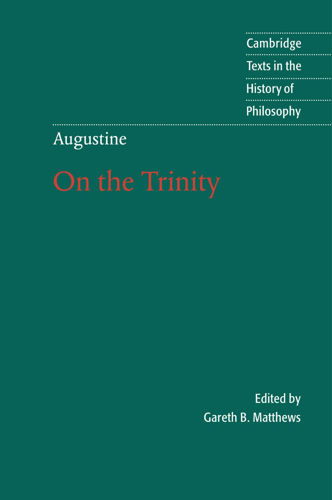 Cambridge
Texts in the
History of
Philosophy
Augustine
On the Trinity
Edited by
Gareth B. Matthews